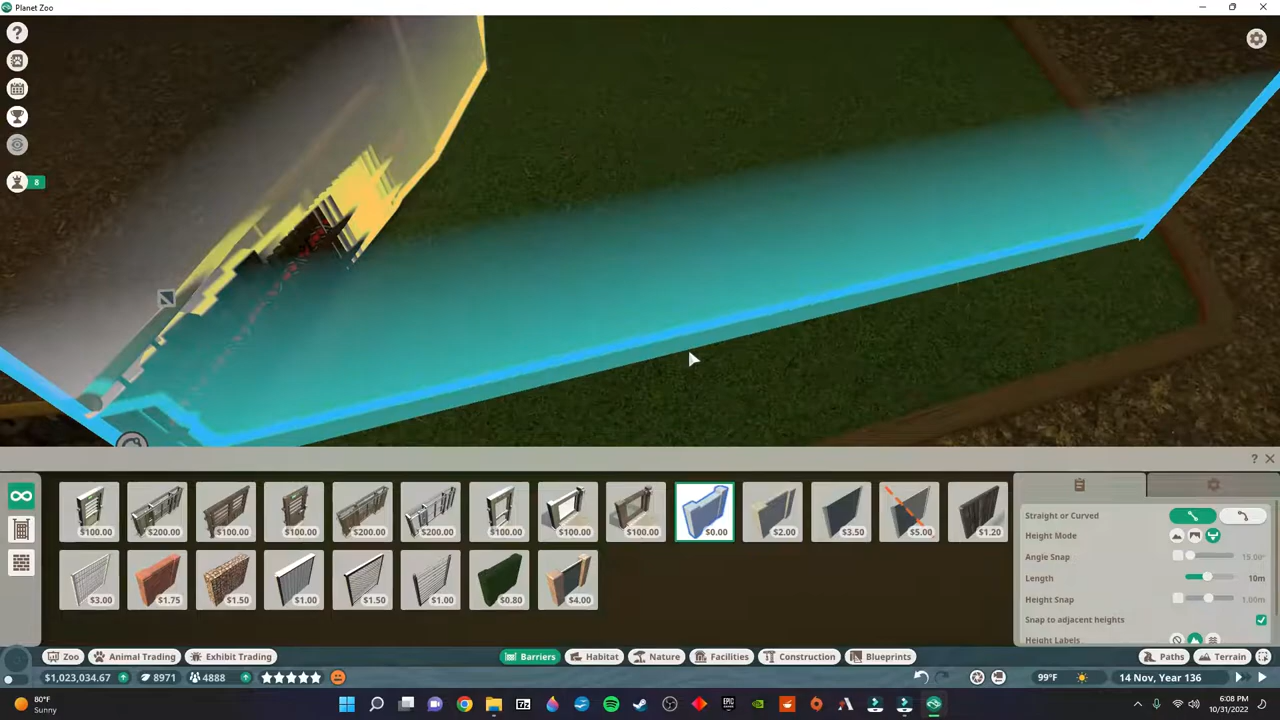 Planet Zoo
8
$100.00 $200.00 $100.00 $100.00 $200.00 $200.00 $100.00 $100.00 $100.00 $0.00 $2.00 $3.50 $5.00 $1.20
$3.00 $1.75 $1.50 $1.00 $1.50 $1.00 $0.80 $4.00
?
Straight or Curved
Height Mode
Angle Snap 15.00°
Length 10m
Height Snap 1.00m
Snap to adjacent heights
Height Labels
Zoo Animal Trading Exhibit Trading Barriers Habitat Nature Facilities Construction Blueprints Paths Terrain
$1,023,034.67 8971 4888 99°F 14 Nov, Year 136
80°F
Sunny
6:08 PM
10/31/2022